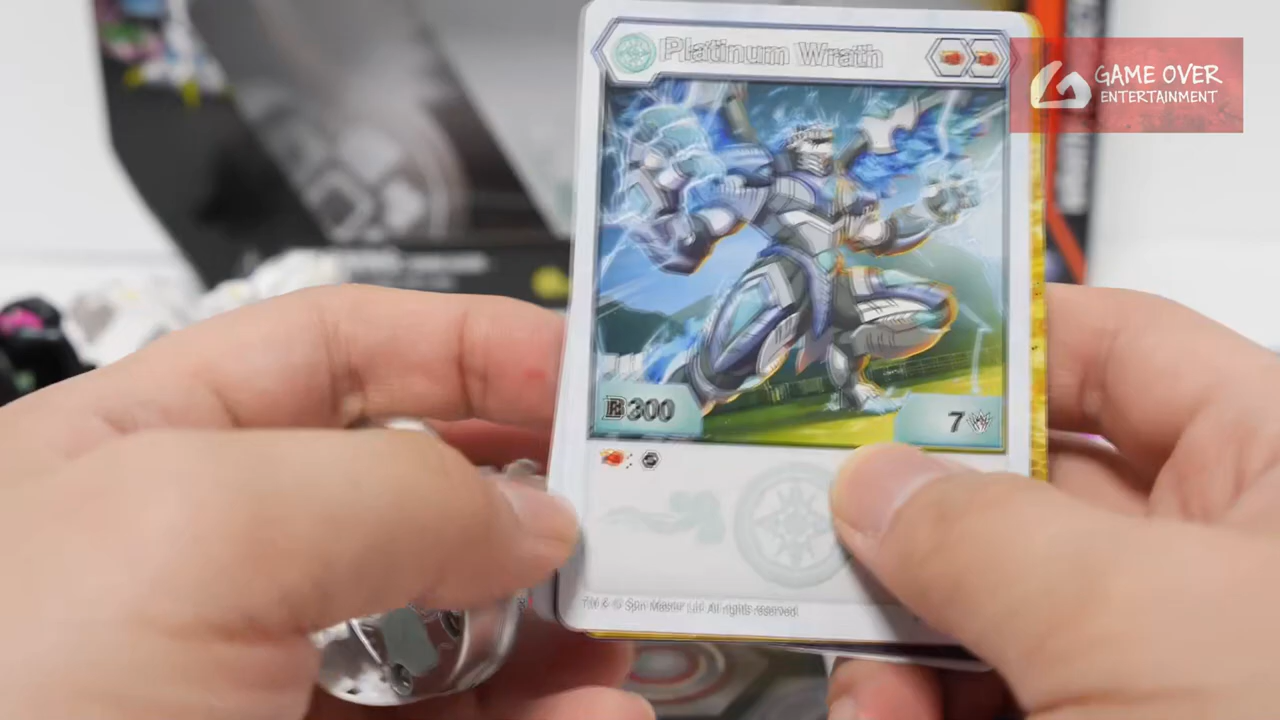 Platinum Wrath
GAME OVER
ENTERTAINMENT
B300
7
TM & © Spin Master Ltd. All rights reserved.